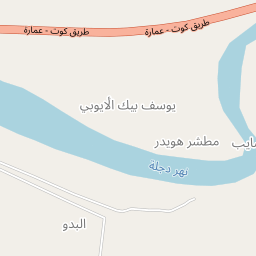 طريق كوت - عمارة
طريق كوت - عمارة
يوسف بيك الأيوبي
مطشر هويدر
نهر دجلة
البدو